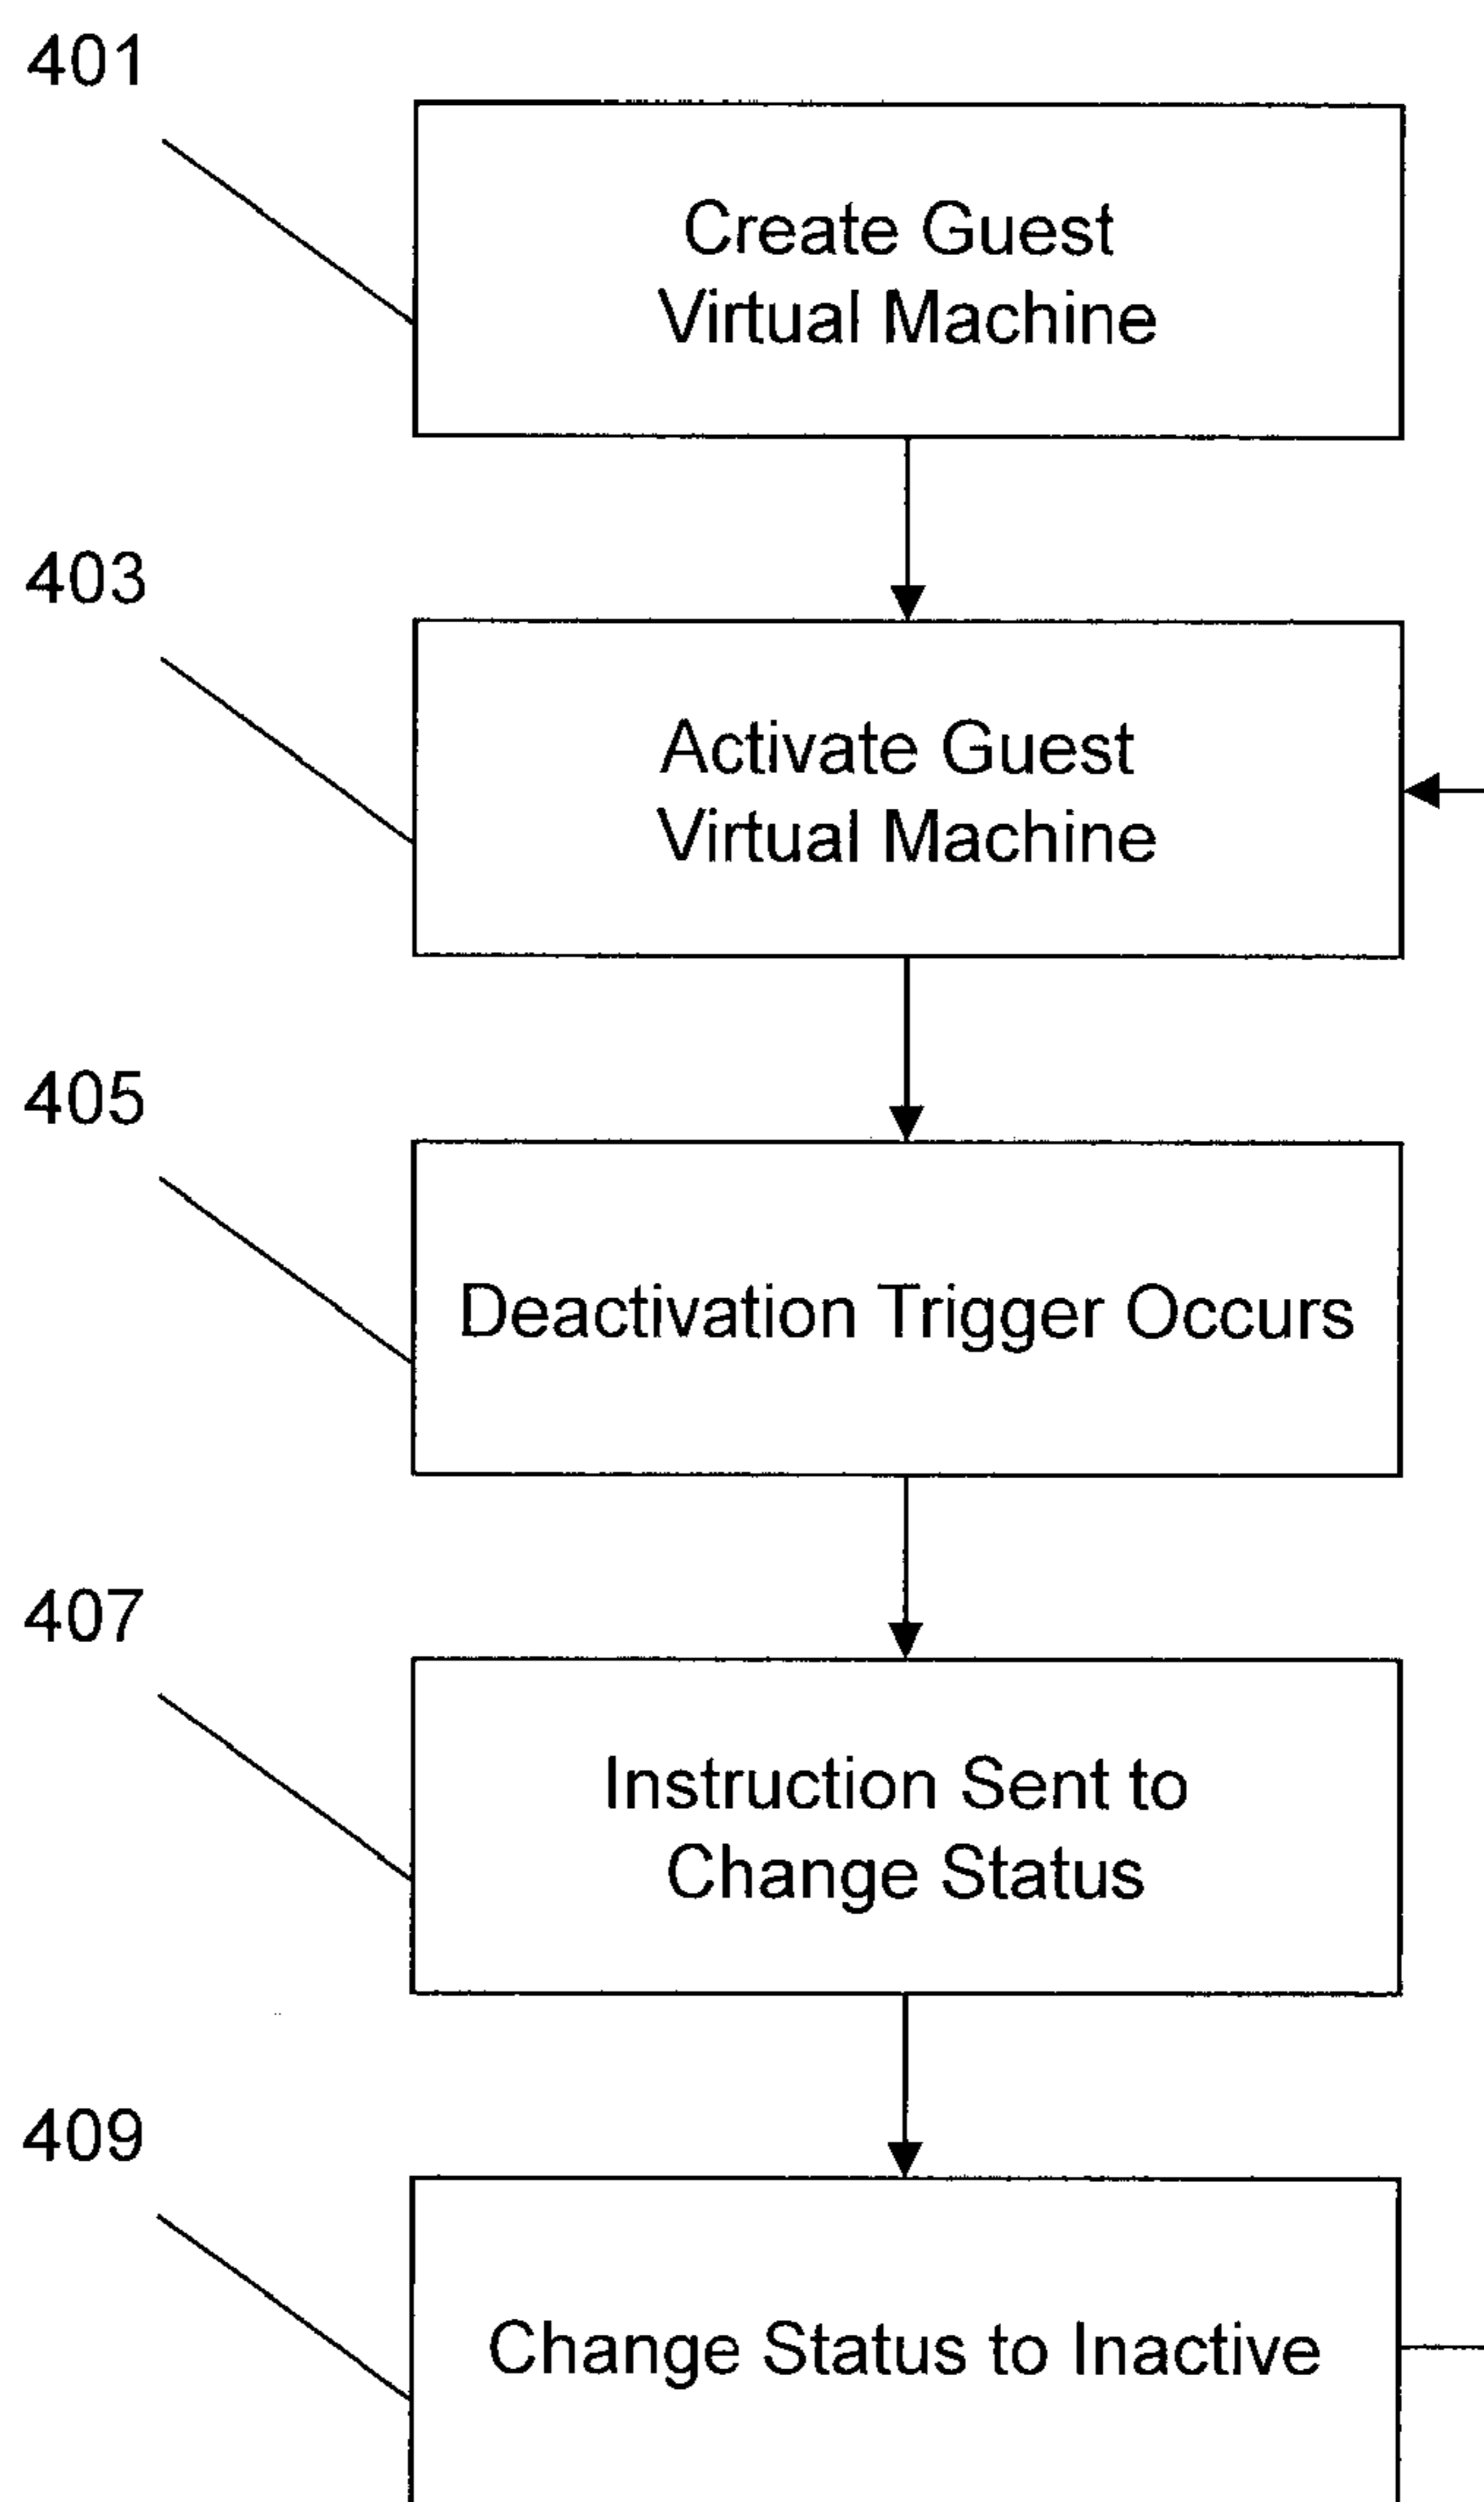 401
Create Guest
Virtual Machine
403
Activate Guest
Virtual Machine
405
Deactivation Trigger Occurs
407
Instruction Sent to
Change Status
409
Change Status to Inactive